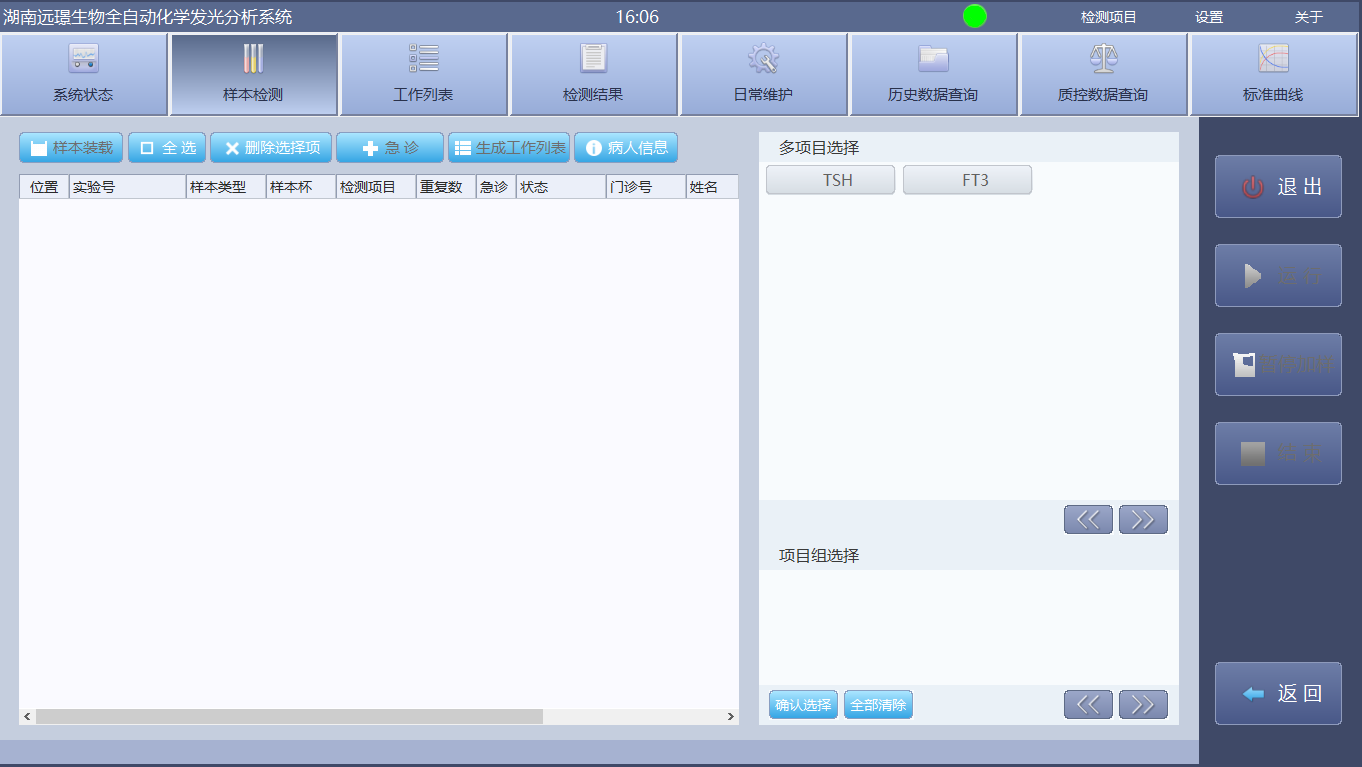 湖南远璟生物全自动化学发光分析系统 16:06 检测项目 设置 关于
系统状态 样本检测 工作列表 检测结果 日常维护 历史数据查询 质控数据查询 标准曲线
样本装载 全 选 删除选择项 急 诊 生成工作列表 病人信息
位置 实验号 样本类型 样本杯 检测项目 重复数 急诊 状态 门诊号 姓名
多项目选择
TSH FT3
项目组选择
确认选择 全部清除
退 出
运 行
暂停加样
结 束
返 回